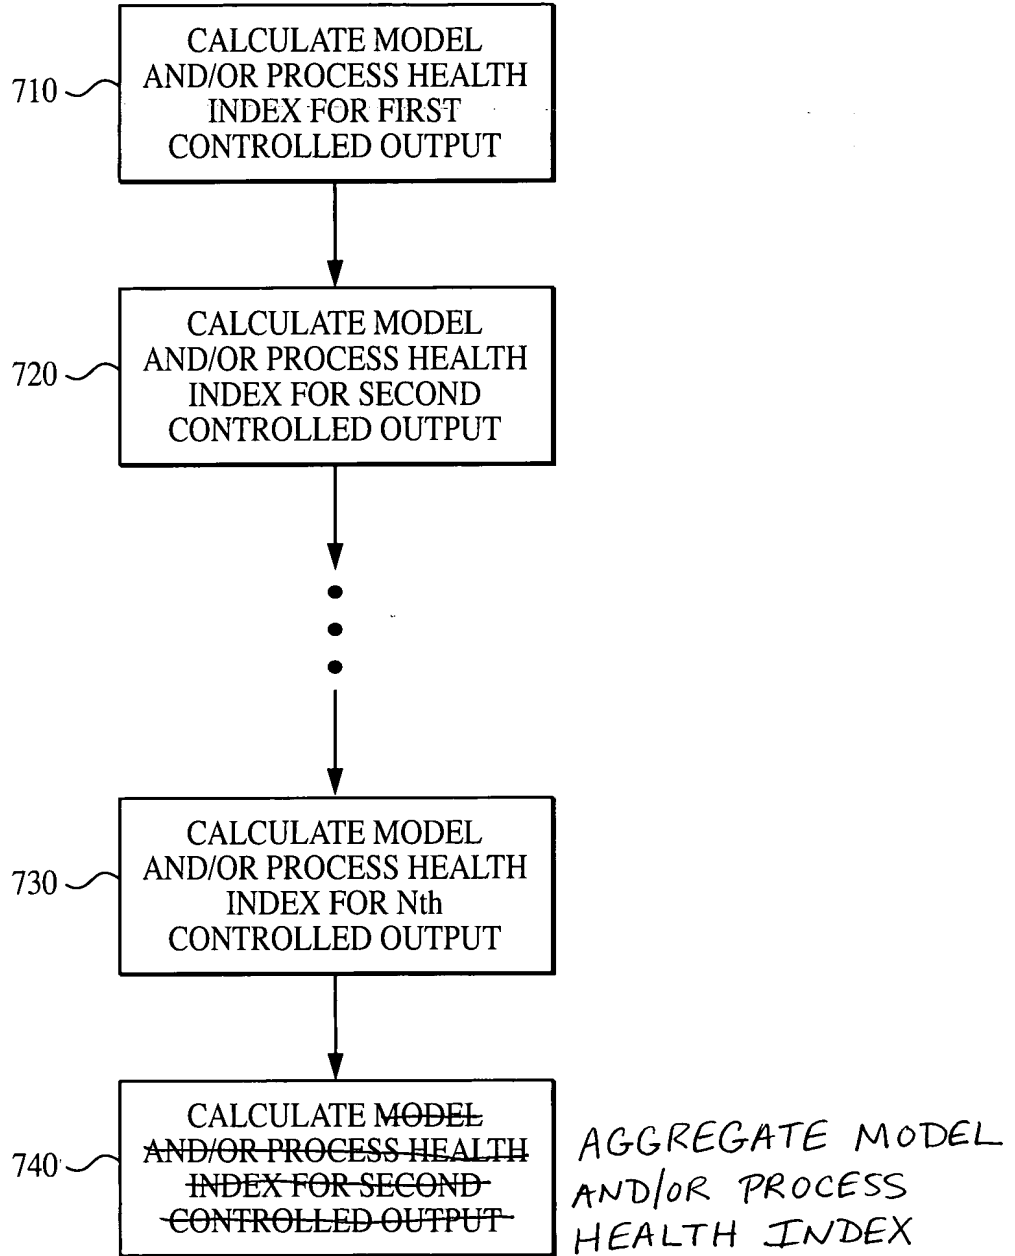 CALCULATE MODEL
AND/OR PROCESS HEALTH
INDEX FOR FIRST
CONTROLLED OUTPUT
710
CALCULATE MODEL
AND/OR PROCESS HEALTH
INDEX FOR SECOND
CONTROLLED OUTPUT
720
CALCULATE MODEL
AND/OR PROCESS HEALTH
INDEX FOR Nth
CONTROLLED OUTPUT
730
CALCULATE MODEL
AND/OR PROCESS HEALTH
INDEX FOR SECOND
CONTROLLED OUTPUT
740
AGGREGATE MODEL
AND/OR PROCESS
HEALTH INDEX